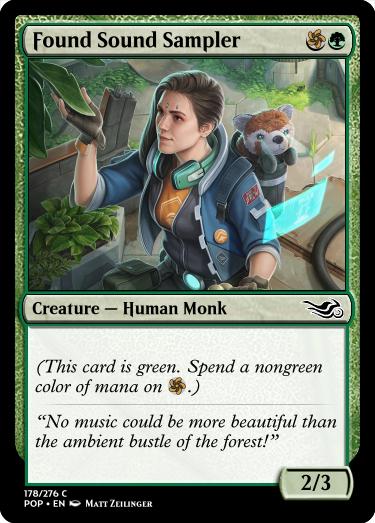 Found Sound Sampler
Creature — Human Monk
(This card is green. Spend a nongreen
color of mana on .)
“No music could be more beautiful than
the ambient bustle of the forest!”
2/3
178/276 C
POP • EN Matt Zeilinger